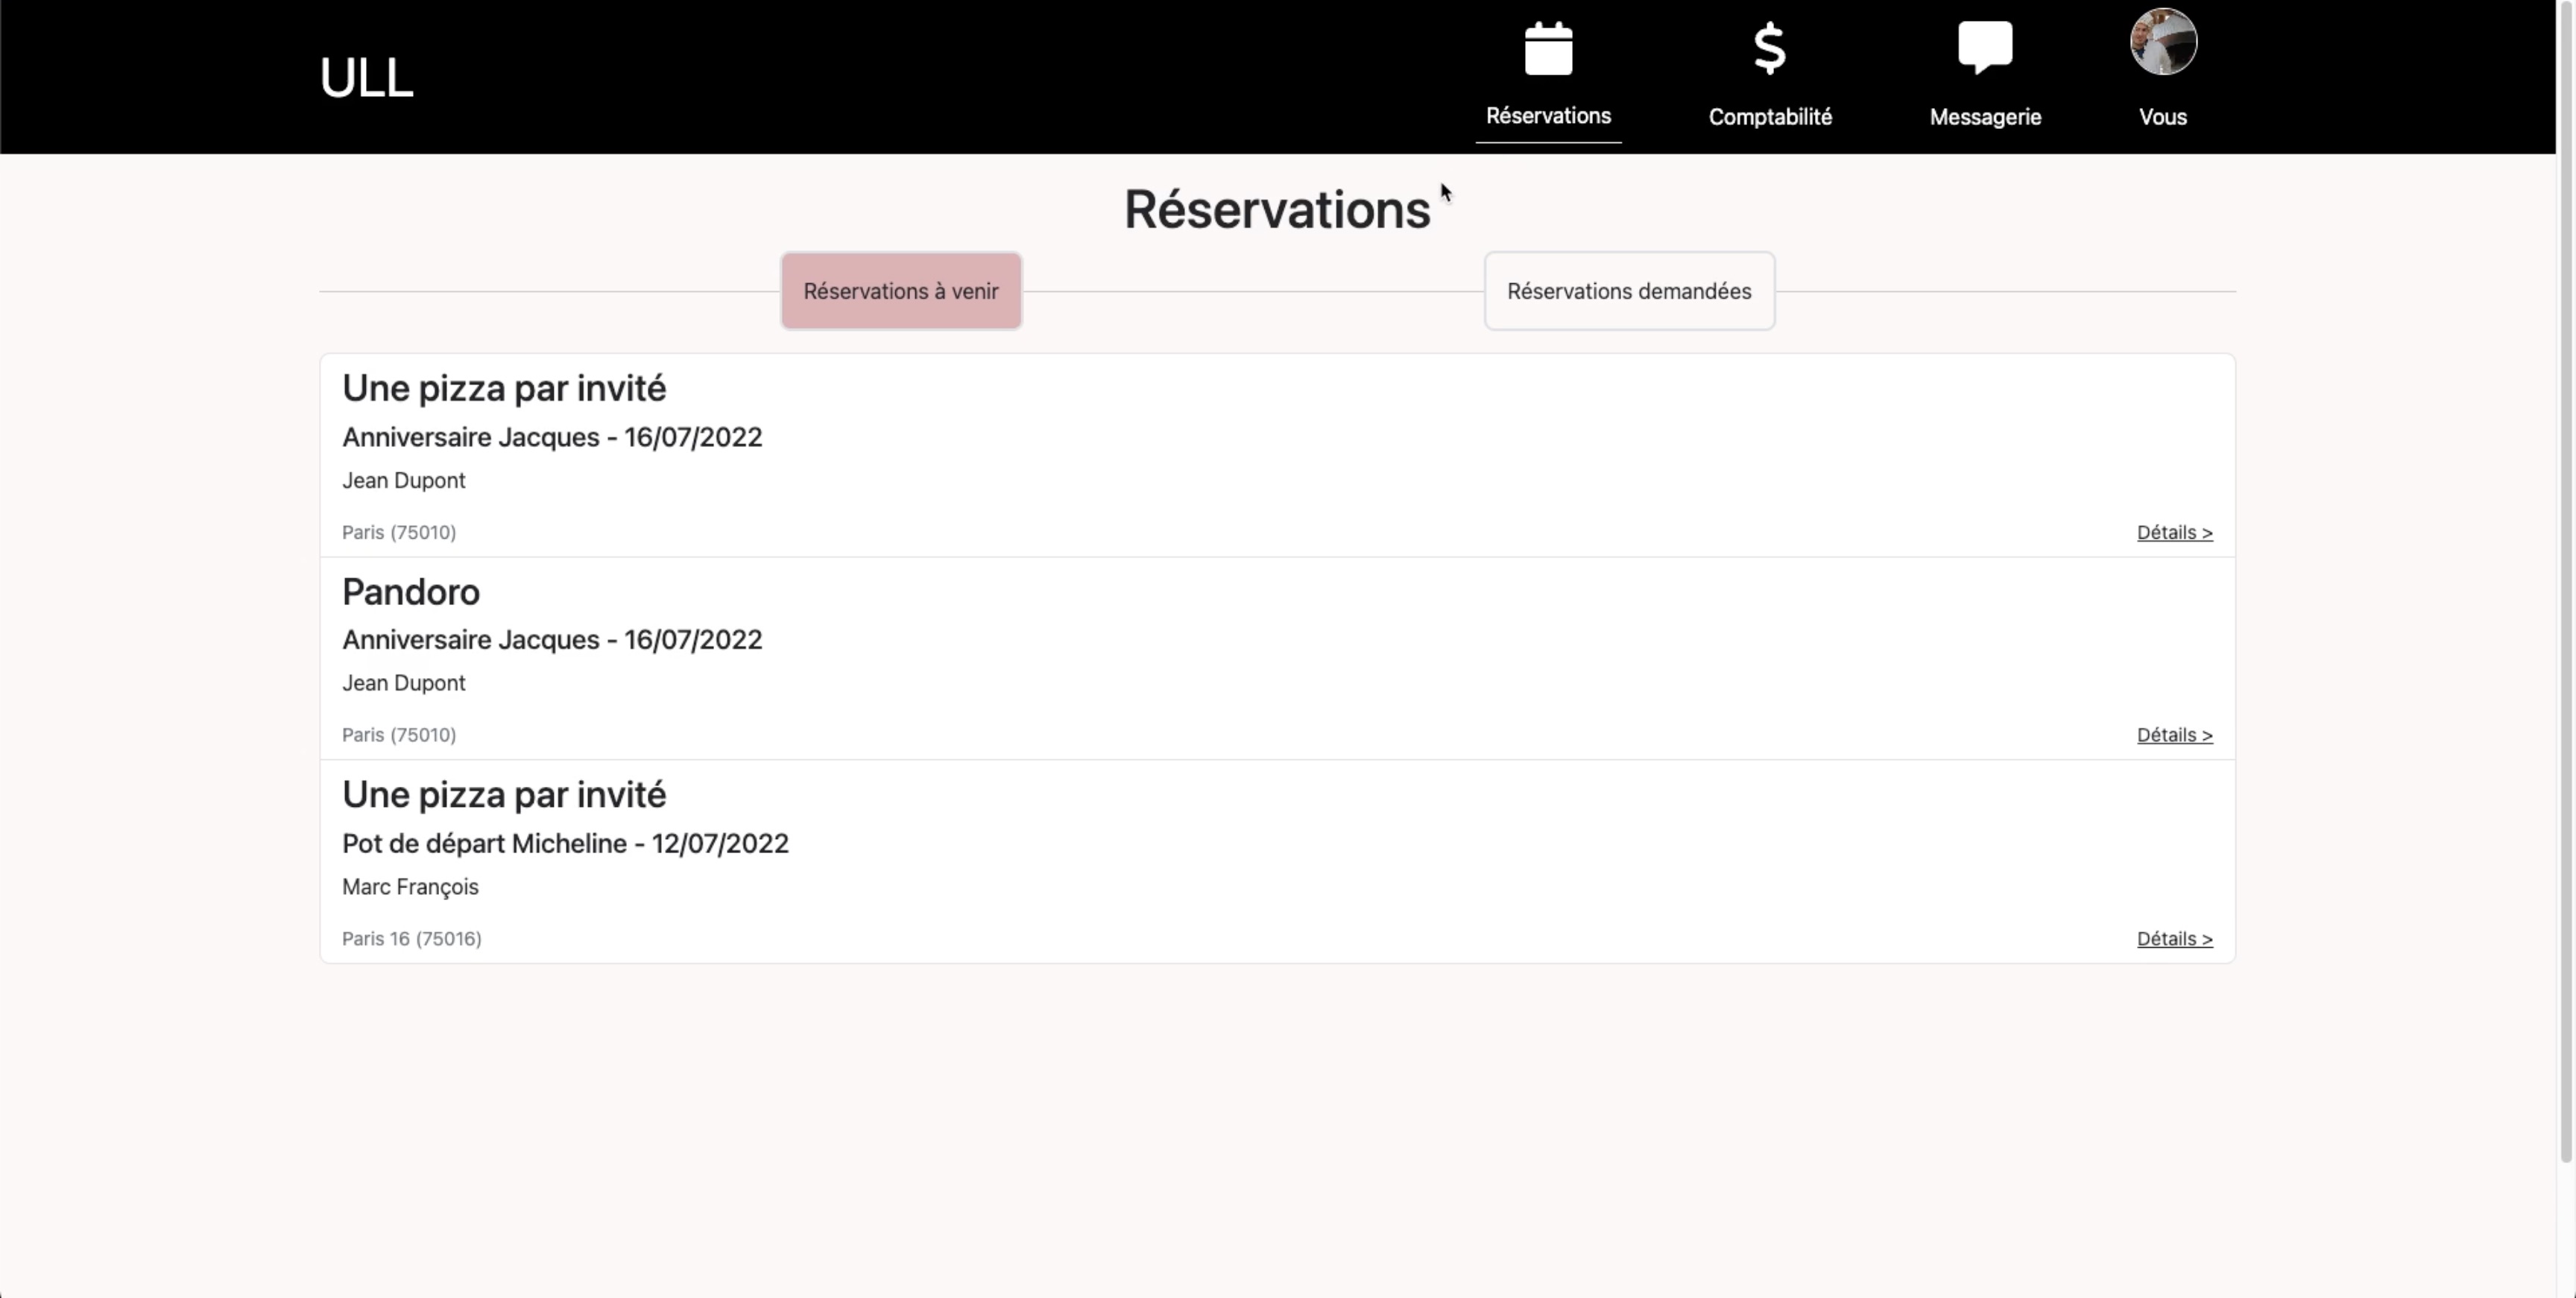 ULL
Réservations
Comptabilité
Messagerie
Vous
Réservations
Réservations à venir
Réservations demandées
Une pizza par invité
Anniversaire Jacques - 16/07/2022
Jean Dupont
Paris (75010)
Détails >
Pandoro
Anniversaire Jacques - 16/07/2022
Jean Dupont
Paris (75010)
Détails >
Une pizza par invité
Pot de départ Micheline - 12/07/2022
Marc François
Paris 16 (75016)
Détails >